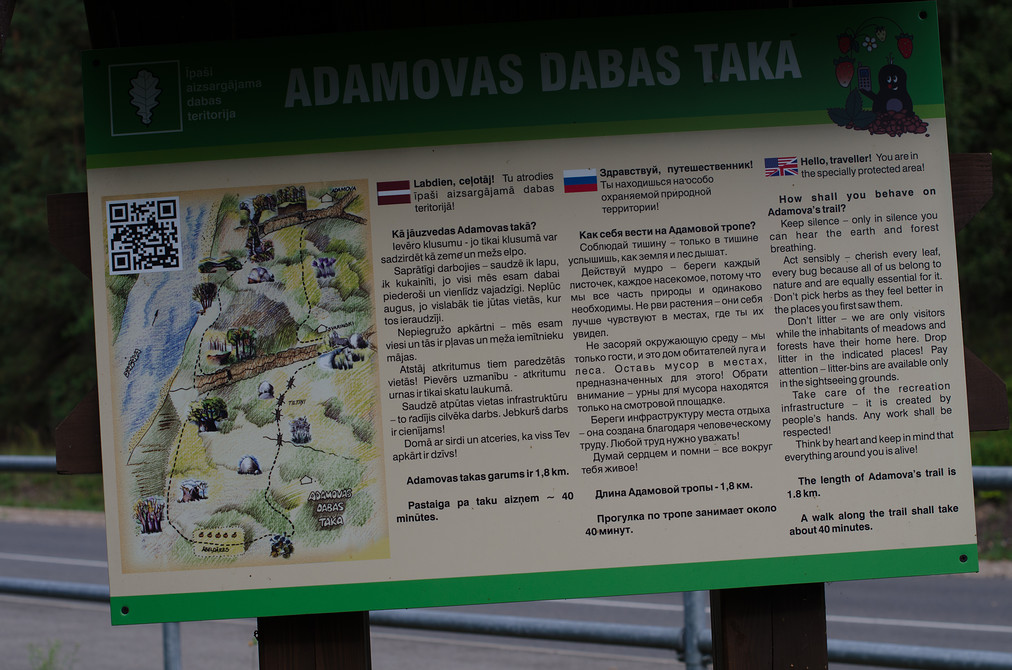 īpaši
aizsargājama
dabas
teritorija
ADAMOVAS DABAS TAKA
ADAMOVA
TILTIŅI
ADAMOVAS
DABAS
TAKA
Labdien, ceļotāj! Tu atrodies
īpaši aizsargājamā dabas
teritorijā!
Kā jāuzvedas Adamovas takā?
Ievēro klusumu - jo tikai klusumā var
sadzirdēt kā zeme un mežs elpo.
Saprātīgi darbojies – saudzē ik lapu,
ik kukainīti, jo visi mēs esam dabai
piederoši un vienlīdz vajadzīgi. Neplūc
augus, jo vislabāk tie jūtas vietās, kur
tos ieraudzīji.
Nepiegružo apkārtni – mēs esam
viesi un tās ir pļavas un meža iemītnieku
mājas.
Atstāj atkritumus tiem paredzētās
vietās! Pievērs uzmanību - atkritumu
urnas ir tikai skatu laukumā.
Saudzē atpūtas vietas infrastruktūru
– to radījis cilvēka darbs. Jebkurš darbs
ir cienījams!
Domā ar sirdi un atceries, ka viss Tev
apkārt ir dzīvs!
Adamovas takas garums ir 1,8 km.
Pastaiga pa taku aizņem ~ 40
minūtes.
Здравствуй, путешественник!
Ты находишься на особо
охраняемой природной
территории!
Как себя вести на Адамовой тропе?
Соблюдай тишину – только в тишине
услышишь, как земля и лес дышат.
Действуй мудро – береги каждый
листочек, каждое насекомое, потому что
мы все часть природы и одинаково
необходимы. Не рви растения – они себя
лучше чувствуют в местах, где ты их
увидел.
Не засоряй окружающую среду – мы
только гости, и это дом обитателей луга и
леса. Оставь мусор в местах,
предназначенных для этого! Обрати
внимание - урны для мусора находятся
только на смотровой площадке.
Береги инфраструктуру места отдыха
– она создана благодаря человеческому
труду. Любой труд нужно уважать!
Думай сердцем и помни – все вокруг
тебя живое!
Длина Адамовой тропы - 1,8 км.
Прогулка по тропе занимает около
40 минут.
Hello, traveller! You are in
the specially protected area!
How shall you behave on
Adamova's trail?
Keep silence – only in silence you
can hear the earth and forest
breathing.
Act sensibly – cherish every leaf,
every bug because all of us belong to
nature and are equally essential for it.
Don't pick herbs as they feel better in
the places you first saw them.
Don't litter – we are only visitors
while the inhabitants of meadows and
forests have their home here. Drop
litter in the indicated places! Pay
attention – litter-bins are available only
in the sightseeing grounds.
Take care of the recreation
infrastructure – it is created by
people's hands. Any work shall be
respected!
Think by heart and keep in mind that
everything around you is alive!
The length of Adamova's trail is
1.8 km.
A walk along the trail shall take
about 40 minutes.